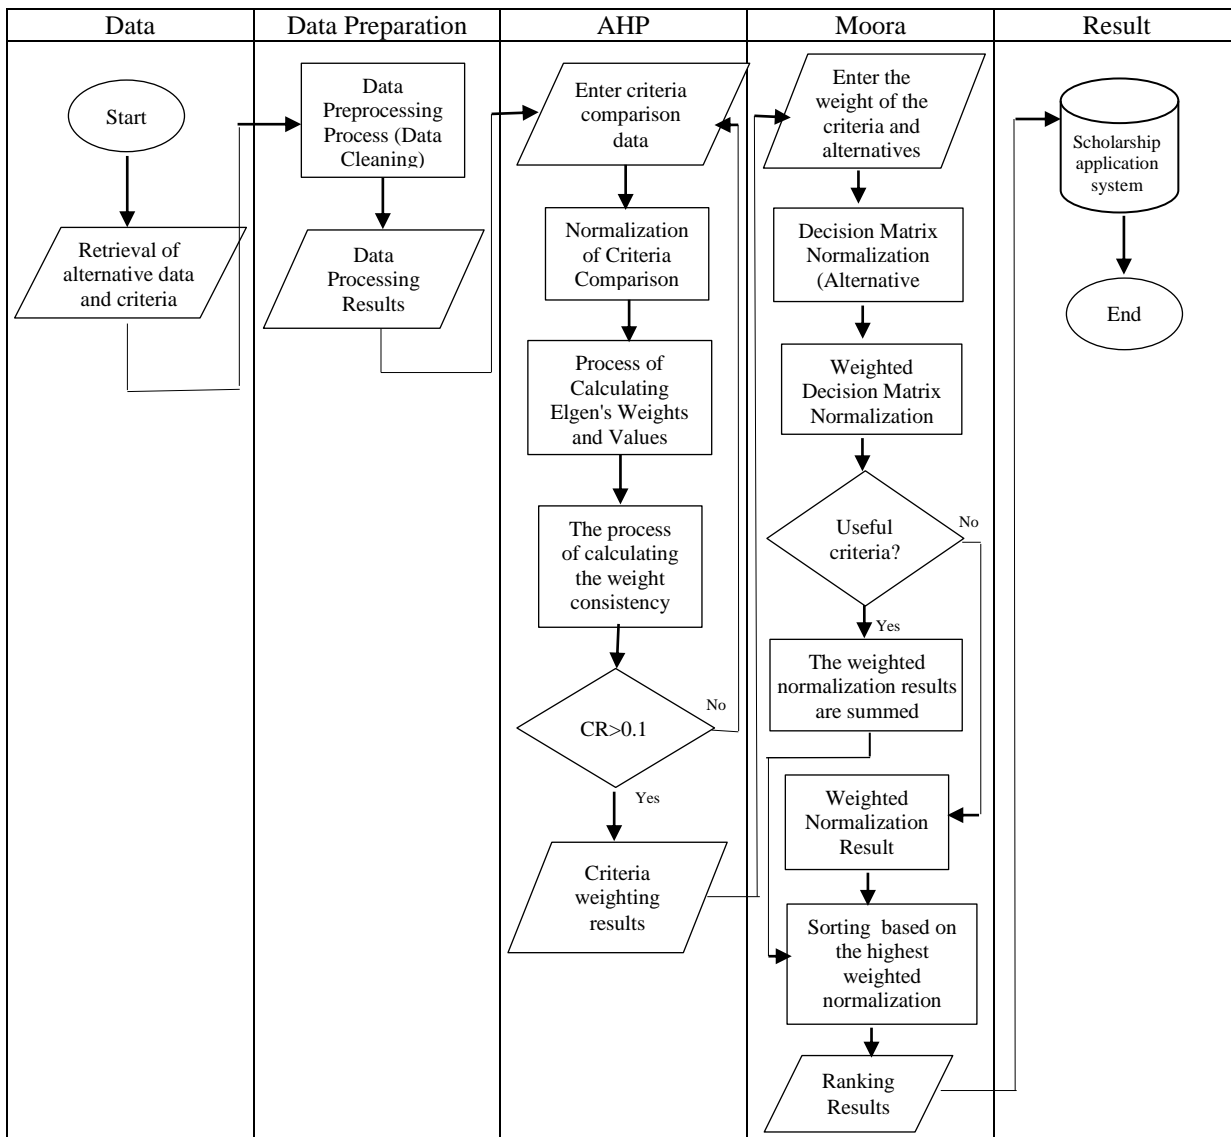 Data
Data Preparation
AHP
Moora
Result
Start
Retrieval of
alternative data
and criteria
Data
Preprocessing
Process (Data
Cleaning)
Data
Processing
Results
Enter criteria
comparison
data
Normalization
of Criteria
Comparison
Process of
Calculating
Elgen's Weights
and Values
The process
of calculating
the weight
consistency
CR>0.1
No
Yes
Criteria
weighting
results
Enter the
weight of the
criteria and
alternatives
Decision Matrix
Normalization
(Alternative
Weighted
Decision Matrix
Normalization
Useful
criteria?
No
Yes
The weighted
normalization results
are summed
Weighted
Normalization
Result
Sorting based on
the highest
weighted
normalization
Ranking
Results
Scholarship
application
system
End